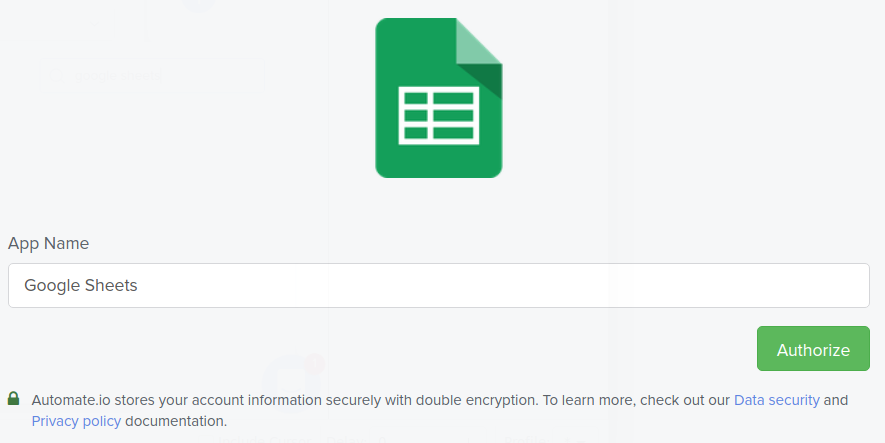 App Name
Google Sheets
Authorize
Automate.io stores your account information securely with double encryption. To learn more, check out our Data security and
Privacy policy documentation.